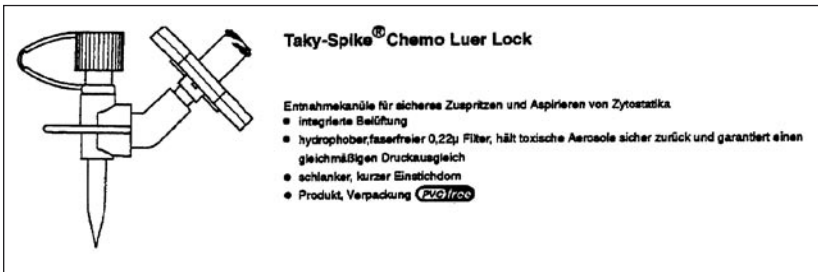 Taky-Spike® Chemo Luer Lock
Entnahmekanüle für sicheres Zuspritzen und Aspirieren von Zytostatika
• integrierte Belüftung
• hydrophober,faserfreier 0,22µ Filter, hält toxische Aerosole sicher zurück und garantiert einen
gleichmäßigen Druckausgleich
• schlanker, kurzer Einstichdorn
• Produkt, Verpackung PVC free